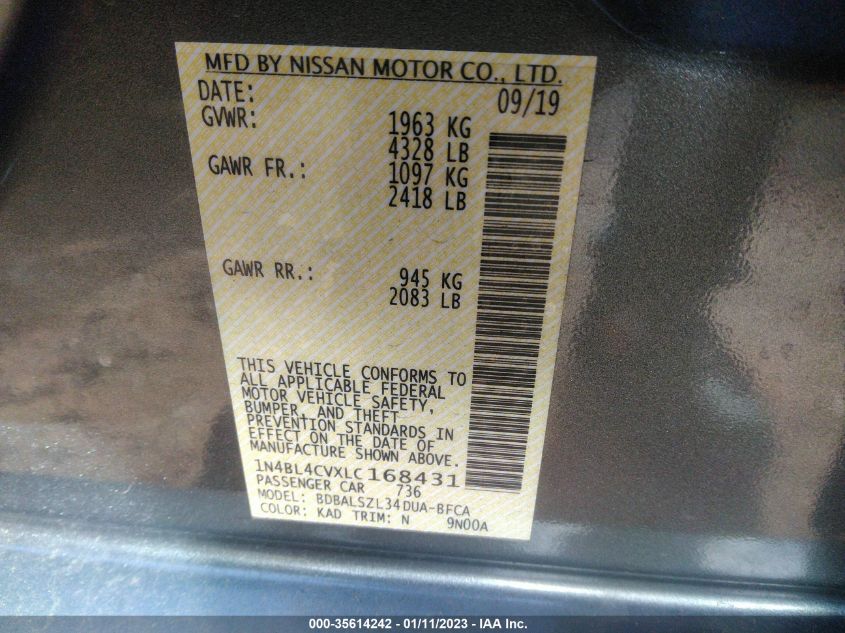 MFD BY NISSAN MOTOR CO., LTD.
DATE: 09/19
GVWR: 1963 KG
4328 LB
GAWR FR.: 1097 KG
2418 LB
GAWR RR.: 945 KG
2083 LB
THIS VEHICLE CONFORMS TO
ALL APPLICABLE FEDERAL
MOTOR VEHICLE SAFETY,
BUMPER, AND THEFT
PREVENTION STANDARDS IN
EFFECT ON THE DATE OF
MANUFACTURE SHOWN ABOVE.
1N4BL4CVXLC168431
PASSENGER CAR 736
MODEL: BDBALSZL34DUA-BFCA
COLOR: KAD TRIM: N 9N00A
000-35614242 - 01/11/2023 - IAA Inc.